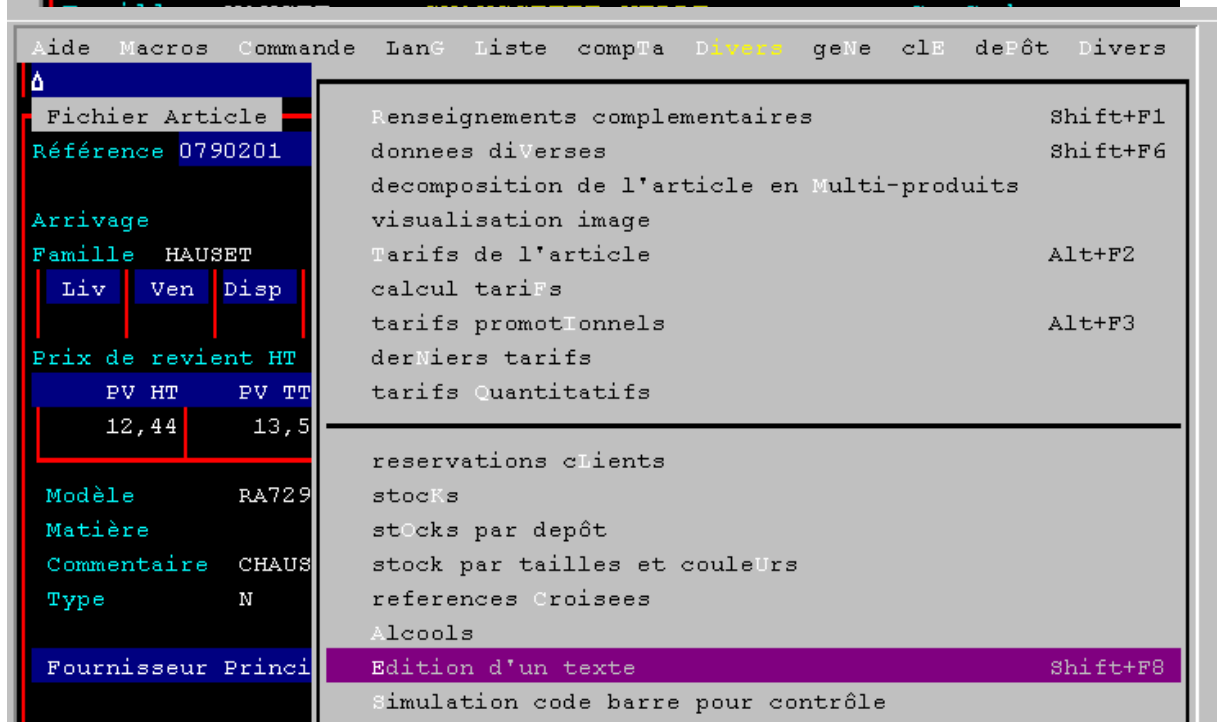 Aide Macros Commande LanG Liste compTa Divers geNe clE dePôt Divers
Fichier Article
Renseignements complementaires Shift+F1
Référence 0790201
donnees diVerses Shift+F6
decomposition de l'article en Multi-produits
Arrivage
visualisation image
Famille HAUSET
Tarifs de l'article Alt+F2
Liv Ven Disp
calcul tariFs
tarifs promotIonnels Alt+F3
Prix de revient HT
derNiers tarifs
PV HT PV TT
tarifs Quantitatifs
12,44 13,5
reservations cLients
Modèle RA729
stocKs
Matière
stOcks par depôt
Commentaire CHAUS
stock par tailles et couleUrs
Type N
references Croisees
Alcools
Fournisseur Princi
Edition d'un texte Shift+F8
Simulation code barre pour contrôle